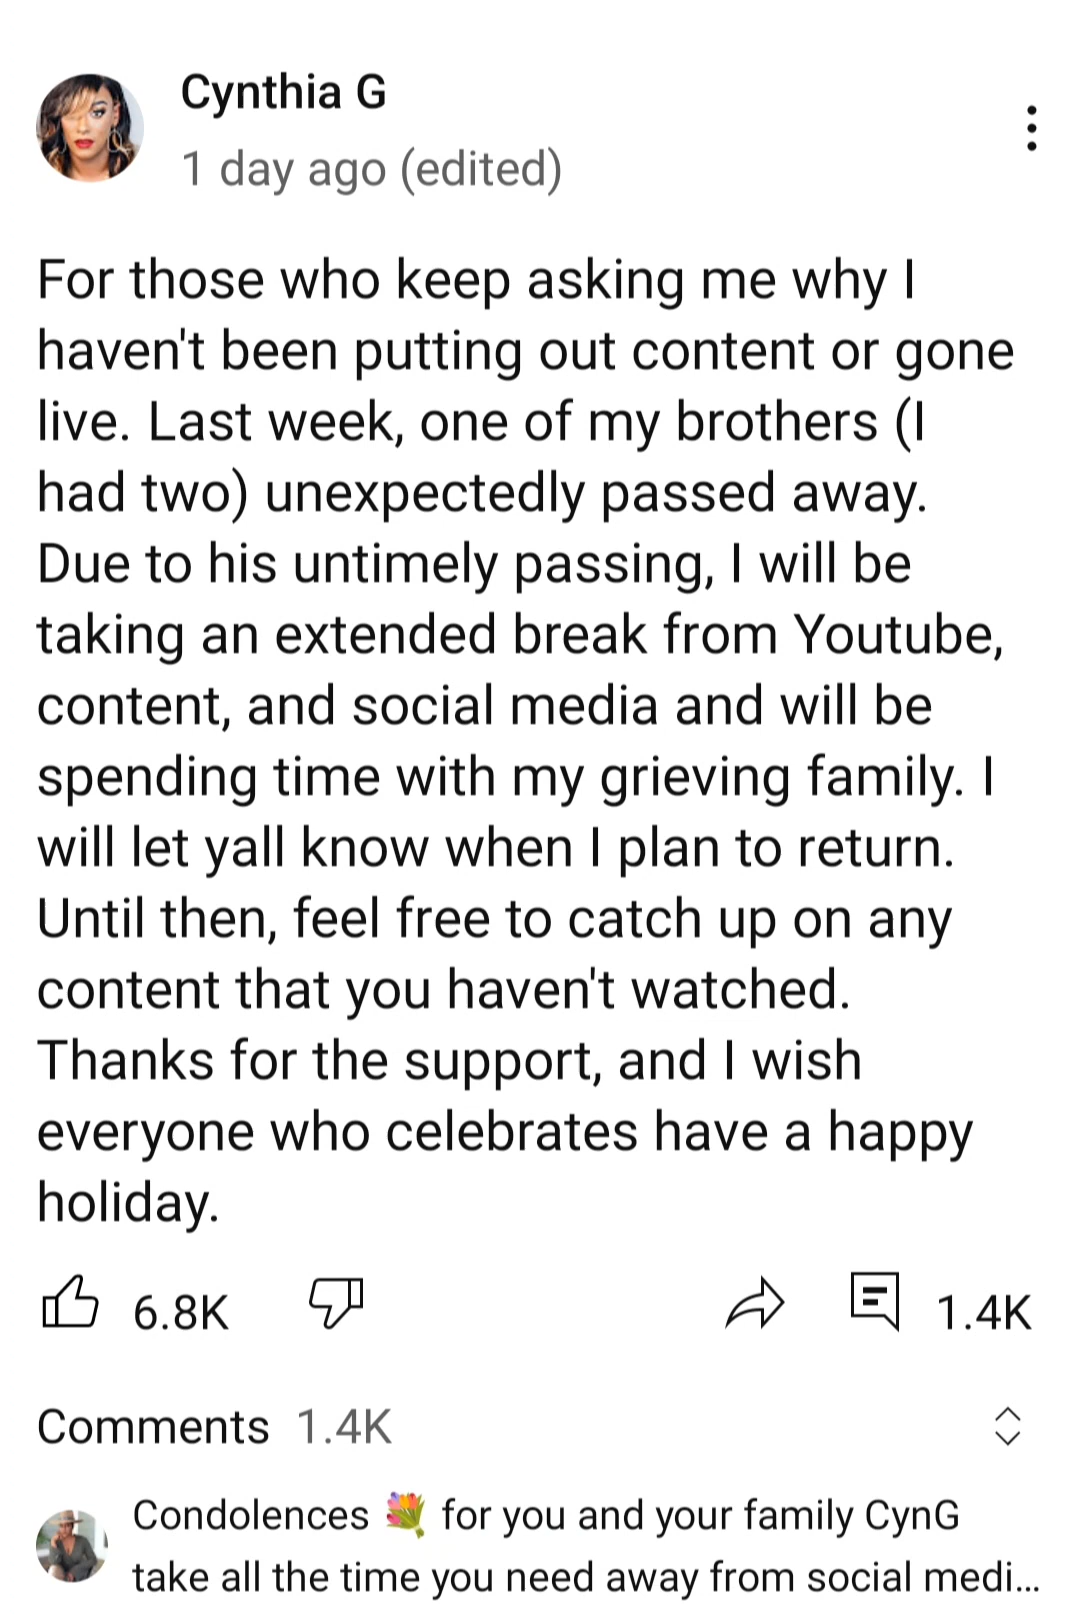 Cynthia G
1 day ago (edited)
For those who keep asking me why I
haven't been putting out content or gone
live. Last week, one of my brothers (I
had two) unexpectedly passed away.
Due to his untimely passing, I will be
taking an extended break from Youtube,
content, and social media and will be
spending time with my grieving family. I
will let yall know when I plan to return.
Until then, feel free to catch up on any
content that you haven't watched.
Thanks for the support, and I wish
everyone who celebrates have a happy
holiday.
6.8K 1.4K
Comments 1.4K
Condolences 💐 for you and your family CynG
take all the time you need away from social medi...